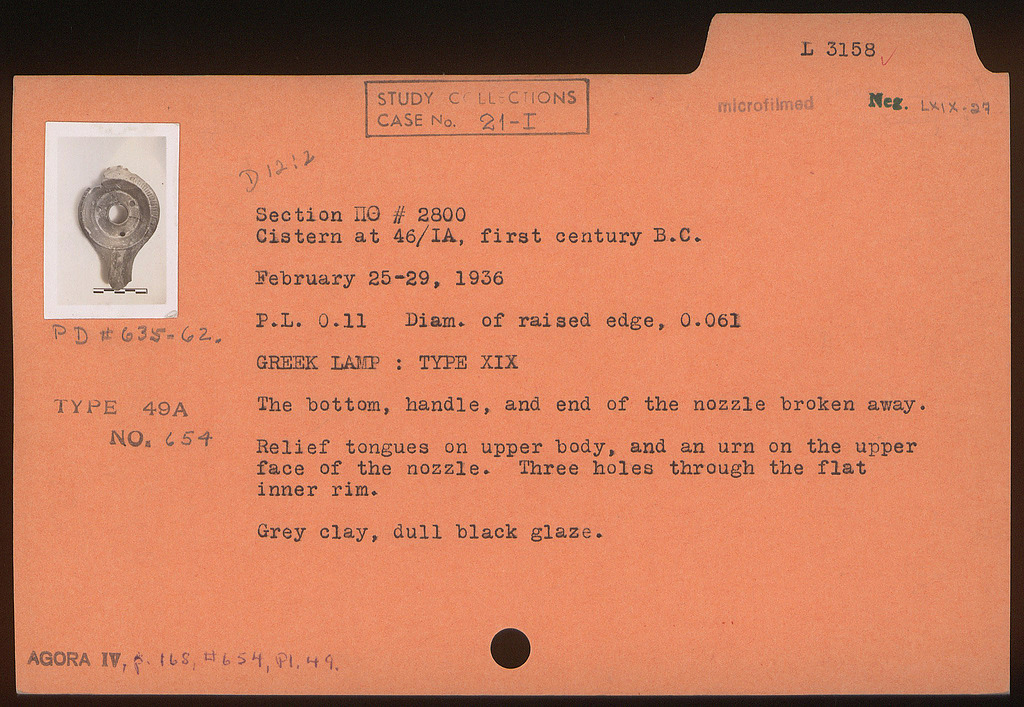 L 3158 ✓
STUDY COLLECTIONS
CASE No. 21-I
microfilmed
Neg. LXIX-27
D 12:2
Section ΠΘ # 2800
Cistern at 46/IA, first century B.C.
February 25-29, 1936
P.L. 0.11 Diam. of raised edge, 0.061
PD # 635-62.
GREEK LAMP : TYPE XIX
TYPE 49A
NO. 654
The bottom, handle, and end of the nozzle broken away.
Relief tongues on upper body, and an urn on the upper
face of the nozzle. Three holes through the flat
inner rim.
Grey clay, dull black glaze.
AGORA IV, p. 168, #654, Pl. 49.